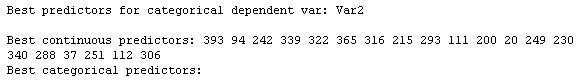 Best predictors for categorical dependent var: Var2
Best continuous predictors: 393 94 242 339 322 365 316 215 293 111 200 20 249 230
340 288 37 251 112 306
Best categorical predictors: